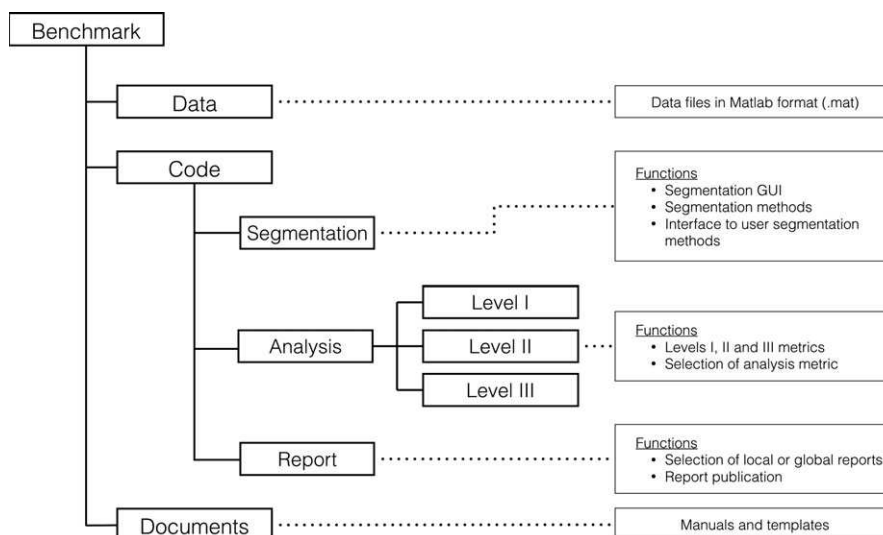 Benchmark
Data
Data files in Matlab format (.mat)
Code
Functions
• Segmentation GUI
• Segmentation methods
• Interface to user segmentation
methods
Segmentation
Level I
Analysis
Level II
Level III
Functions
• Levels I, II and III metrics
• Selection of analysis metric
Report
Functions
• Selection of local or global reports
• Report publication
Documents
Manuals and templates